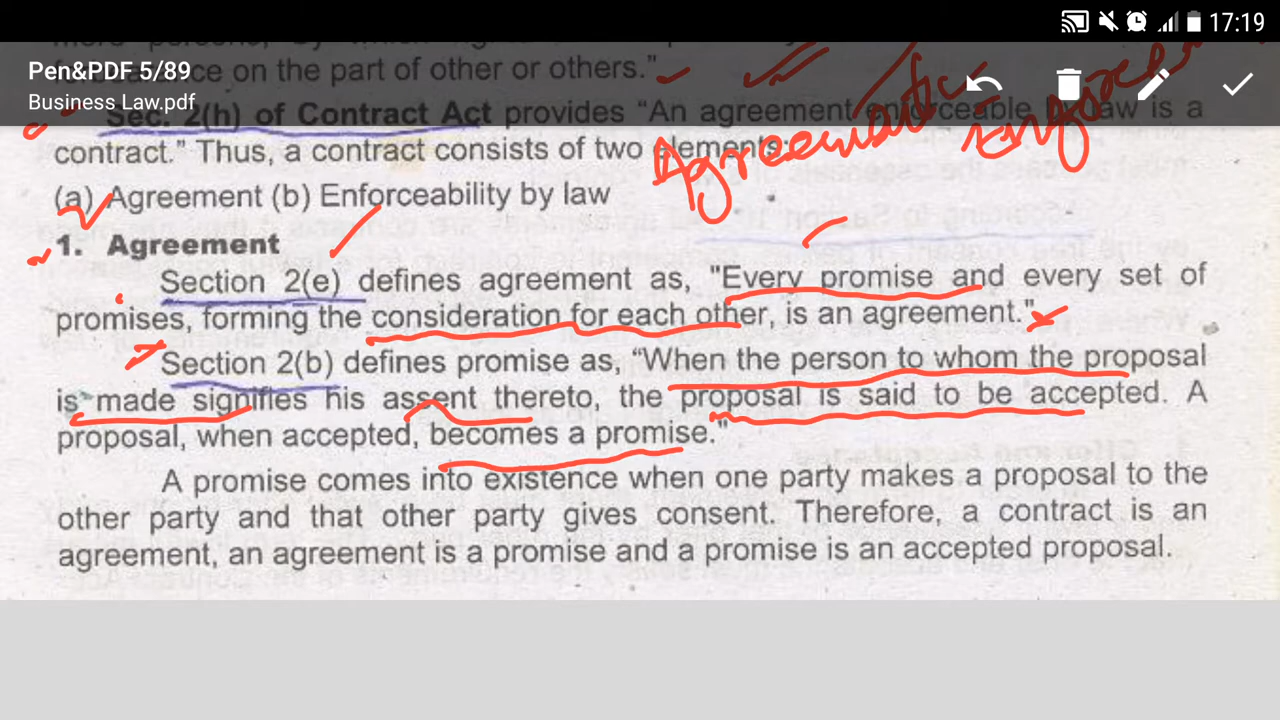 17:19
Pen&PDF 5/89
Business Law.pdf
on the part of other or others."
Sec. 2(h) of Contract Act provides “An agreement enforceable by law is a
contract.” Thus, a contract consists of two elements:
Agreement
(a) Agreement (b) Enforceability by law
1. Agreement
Section 2(e) defines agreement as, "Every promise and every set of
promises, forming the consideration for each other, is an agreement."
Section 2(b) defines promise as, “When the person to whom the proposal
is made signifies his assent thereto, the proposal is said to be accepted. A
proposal, when accepted, becomes a promise."
A promise comes into existence when one party makes a proposal to the
other party and that other party gives consent. Therefore, a contract is an
agreement, an agreement is a promise and a promise is an accepted proposal.